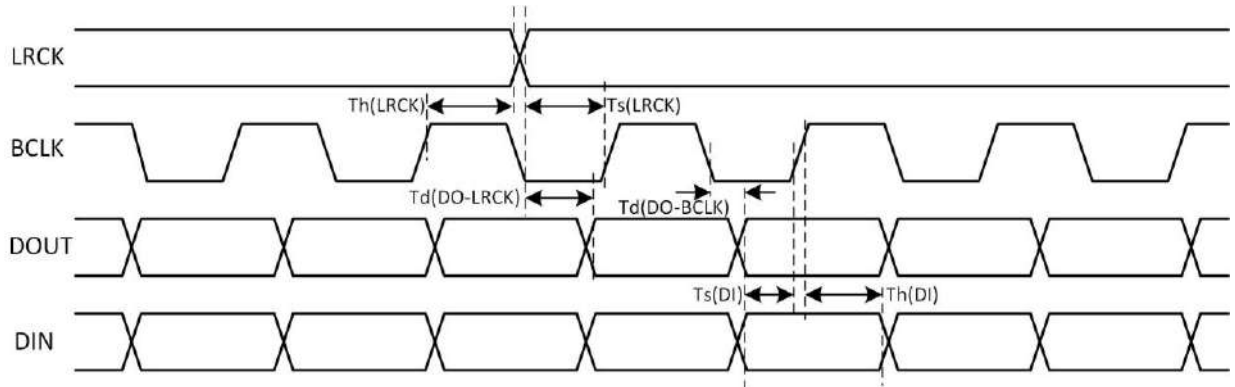 LRCK
Th(LRCK) Ts(LRCK)
BCLK
Td(DO-LRCK)
Td(DO-BCLK)
DOUT
Ts(DI) Th(DI)
DIN